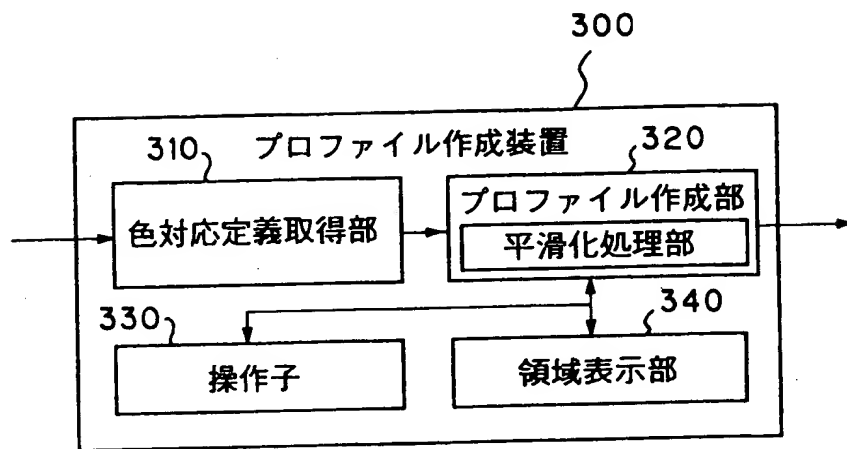 300
プロファイル作成装置
310
320
色対応定義取得部
プロファイル作成部
平滑化処理部
330
340
操作子
領域表示部